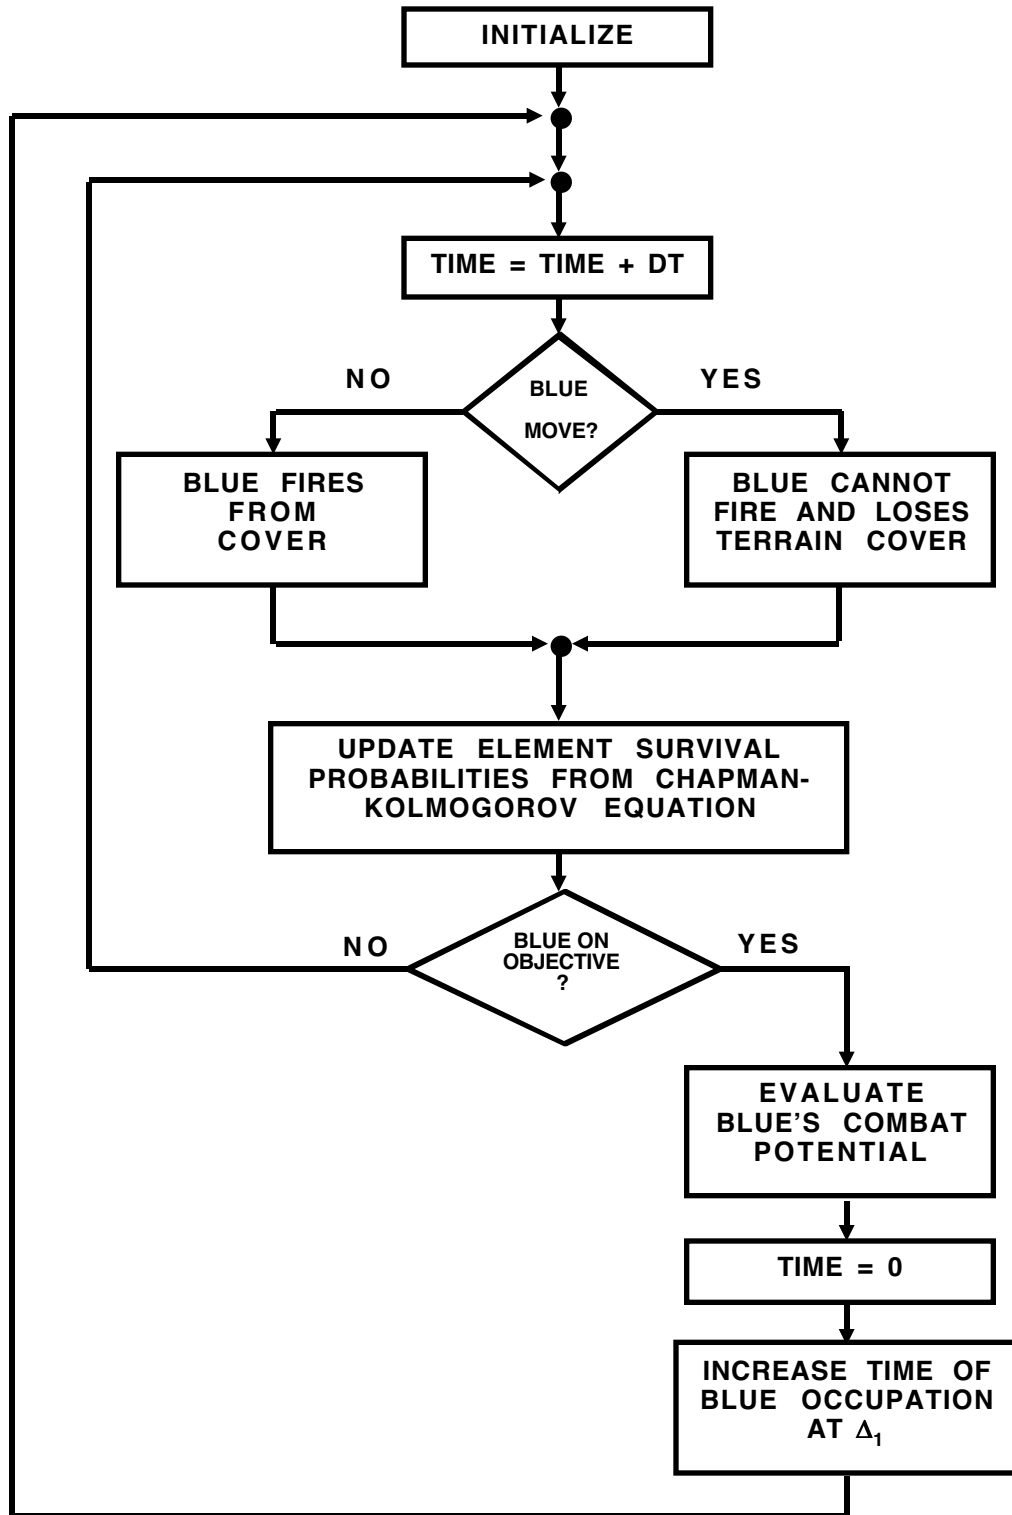 INITIALIZE
TIME = TIME + DT
NO
YES
BLUE
MOVE?
BLUE FIRES
FROM
COVER
BLUE CANNOT
FIRE AND LOSES
TERRAIN COVER
UPDATE ELEMENT SURVIVAL
PROBABILITIES FROM CHAPMAN-
KOLMOGOROV EQUATION
NO
YES
BLUE ON
OBJECTIVE
?
EVALUATE
BLUE'S COMBAT
POTENTIAL
TIME = 0
INCREASE TIME OF
BLUE OCCUPATION
AT Δ₁